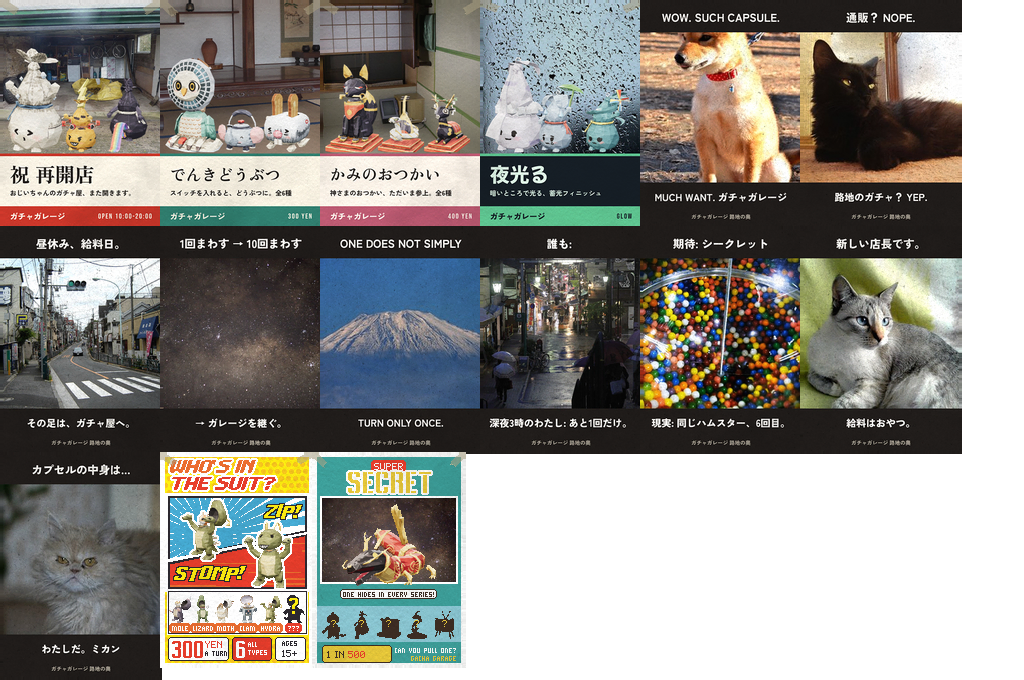 祝 再開店
おじいちゃんのガチャ屋、また開きます。
ガチャガレージ
OPEN 10:00-20:00
でんきどうぶつ
スイッチを入れると、どうぶつに。全6種
ガチャガレージ
300 YEN
かみのおつかい
神さまのおつかい、ただいま参上。全6種
ガチャガレージ
400 YEN
夜光る
暗いところで光る、蓄光フィニッシュ
ガチャガレージ
GLOW
WOW. SUCH CAPSULE.
MUCH WANT. ガチャガレージ
ガチャガレージ 路地の奥
通販? NOPE.
路地のガチャ? YEP.
ガチャガレージ 路地の奥
昼休み、給料日。
その足は、ガチャ屋へ。
ガチャガレージ 路地の奥
1回まわす → 10回まわす
→ ガレージを継ぐ。
ガチャガレージ 路地の奥
ONE DOES NOT SIMPLY
TURN ONLY ONCE.
ガチャガレージ 路地の奥
誰も:
深夜3時のわたし: あと1回だけ。
ガチャガレージ 路地の奥
期待: シークレット
現実: 同じハムスター、6回目。
ガチャガレージ 路地の奥
新しい店長です。
給料はおやつ。
ガチャガレージ 路地の奥
カプセルの中身は…
わたしだ。ミカン
ガチャガレージ 路地の奥
WHO'S IN
THE SUIT?
ZIP!
STOMP!
MOLE LIZARD MOTH CLAM HYDRA ???
300 YEN
A TURN
6 ALL
TYPES
AGES
15+
SUPER
SECRET
ONE HIDES IN EVERY SERIES!
1 IN 500
CAN YOU PULL ONE?
GACHA GARAGE